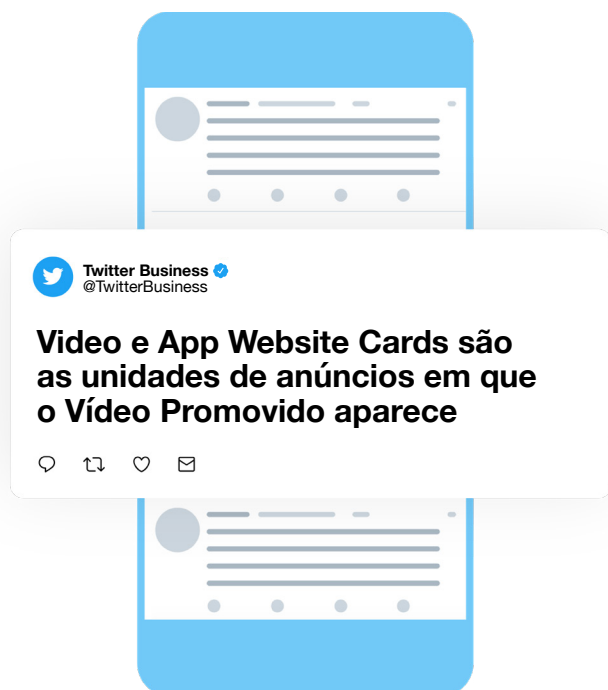 Twitter Business
@TwitterBusiness
Video e App Website Cards são
as unidades de anúncios em que
o Vídeo Promovido aparece